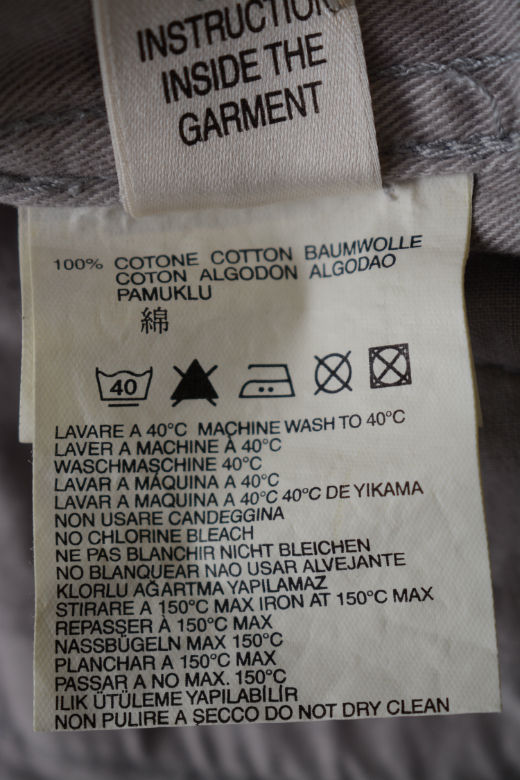 INSTRUCTION
INSIDE THE
GARMENT
100% COTONE COTTON BAUMWOLLE
COTON ALGODON ALGODAO
PAMUKLU
綿
40
LAVARE A 40°C MACHINE WASH TO 40°C
LAVER A MACHINE À 40°C
WASCHMASCHINE 40°C
LAVAR A MÁQUINA A 40°C
LAVAR A MAQUINA A 40°C 40°C DE YIKAMA
NON USARE CANDEGGINA
NO CHLORINE BLEACH
NE PAS BLANCHIR NICHT BLEICHEN
NO BLANQUEAR NAO USAR ALVEJANTE
KLORLU AĞARTMA YAPILAMAZ
STIRARE A 150°C MAX IRON AT 150°C MAX
REPASSER À 150°C MAX
NASSBÜGELN MAX 150°C
PLANCHAR A 150°C MAX
PASSAR A NO MAX. 150°C
ILIK ÜTÜLEME YAPILABİLİR
NON PULIRE A SECCO DO NOT DRY CLEAN